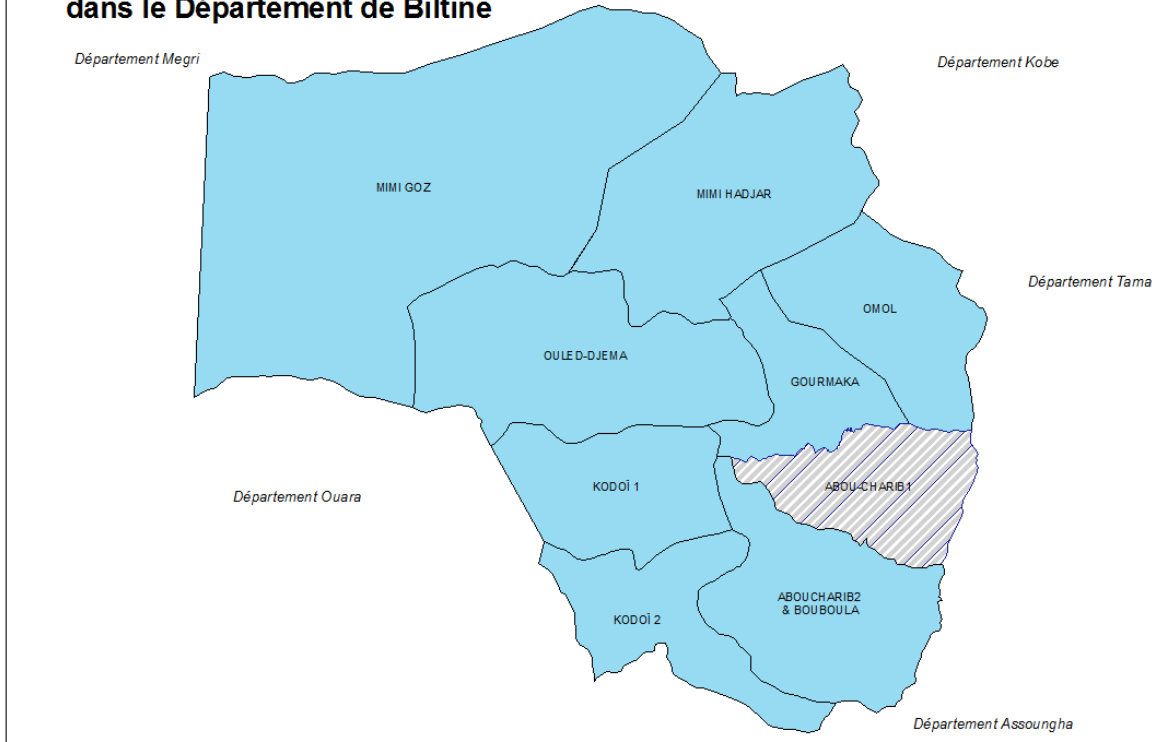 dans le Département de Biltine
Département Megri
Département Kobe
MIMI GOZ
MIMI HADJAR
Département Tama
OMOL
OULED-DJEMA
GOURMAKA
KODOÏ 1
ABOU-CHARIB1
Département Ouara
ABOUCHARIB2
& BOUBOULA
KODOÏ 2
Département Assoungha